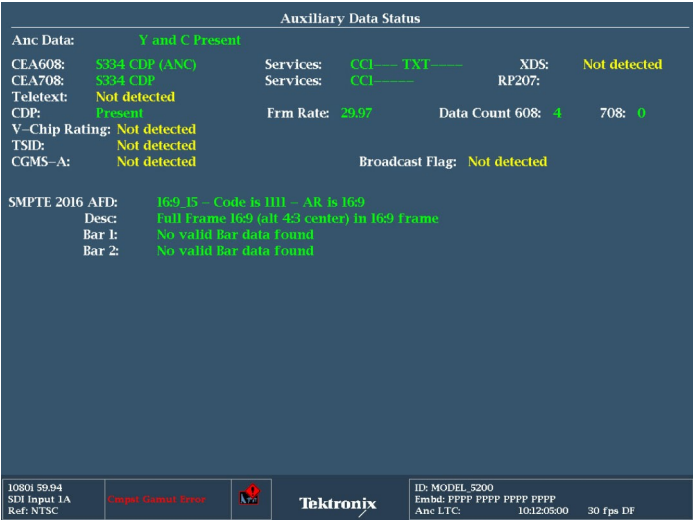 Auxiliary Data Status
Anc Data: Y and C Present
CEA608: S334 CDP (ANC) Services: CC1--- TXT---- XDS: Not detected
CEA708: S334 CDP Services: CC1----- RP207:
Teletext: Not detected
CDP: Present Frm Rate: 29.97 Data Count 608: 4 708: 0
V-Chip Rating: Not detected
TSID: Not detected
CGMS-A: Not detected Broadcast Flag: Not detected
SMPTE 2016 AFD: 16:9_15 – Code is 1111 – AR is 16:9
Desc: Full Frame 16:9 (alt 4:3 center) in 16:9 frame
Bar 1: No valid Bar data found
Bar 2: No valid Bar data found
1080i 59.94
SDI Input 1A
Ref: NTSC
Cmpst Gamut Error
Tektronix
ID: MODEL_5200
Embd: PPPP PPPP PPPP PPPP
Anc LTC: 10:12:05:00 30 fps DF